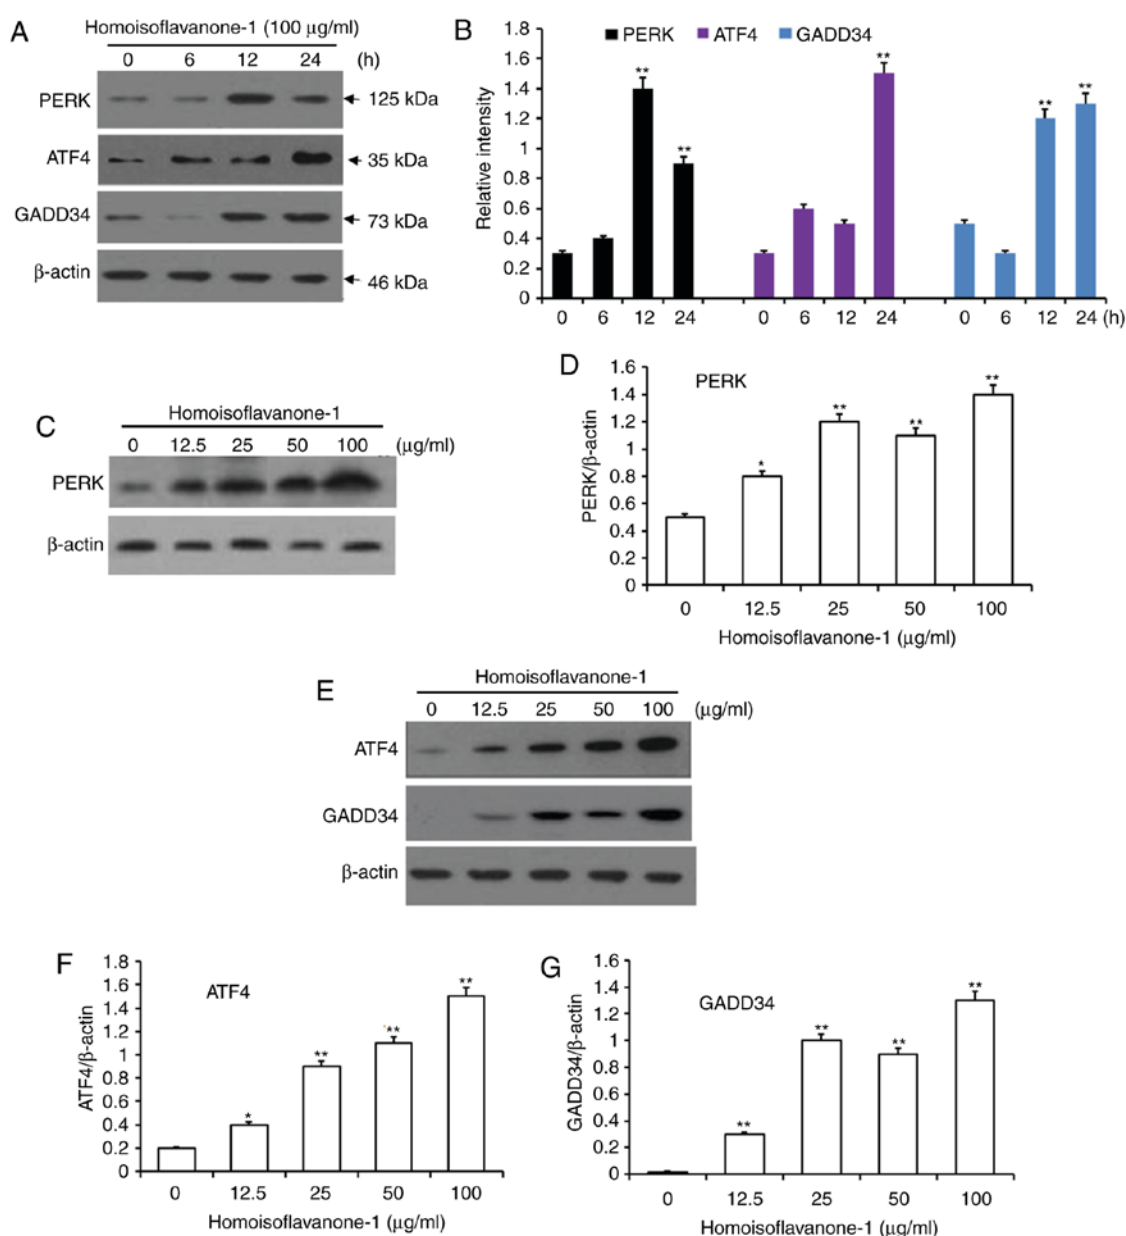 A
Homoisoflavanone-1 (100 μg/ml)
0 6 12 24 (h)
PERK 125 kDa
ATF4 35 kDa
GADD34 73 kDa
β-actin 46 kDa
B
PERK ATF4 GADD34
Relative intensity
1.8
1.6
1.4
1.2
1
0.8
0.6
0.4
0.2
0
** ** ** ** **
0 6 12 24 0 6 12 24 0 6 12 24 (h)
C
Homoisoflavanone-1
0 12.5 25 50 100 (μg/ml)
PERK
β-actin
D
PERK
PERK/β-actin
1.6
1.4
1.2
1
0.8
0.6
0.4
0.2
0
* ** ** **
0 12.5 25 50 100
Homoisoflavanone-1 (μg/ml)
E
Homoisoflavanone-1
0 12.5 25 50 100 (μg/ml)
ATF4
GADD34
β-actin
F
ATF4
ATF4/β-actin
1.8
1.6
1.4
1.2
1
0.8
0.6
0.4
0.2
0
* ** ** **
0 12.5 25 50 100
Homoisoflavanone-1 (μg/ml)
G
GADD34
GADD34/β-actin
1.6
1.4
1.2
1
0.8
0.6
0.4
0.2
0
** ** ** **
0 12.5 25 50 100
Homoisoflavanone-1 (μg/ml)